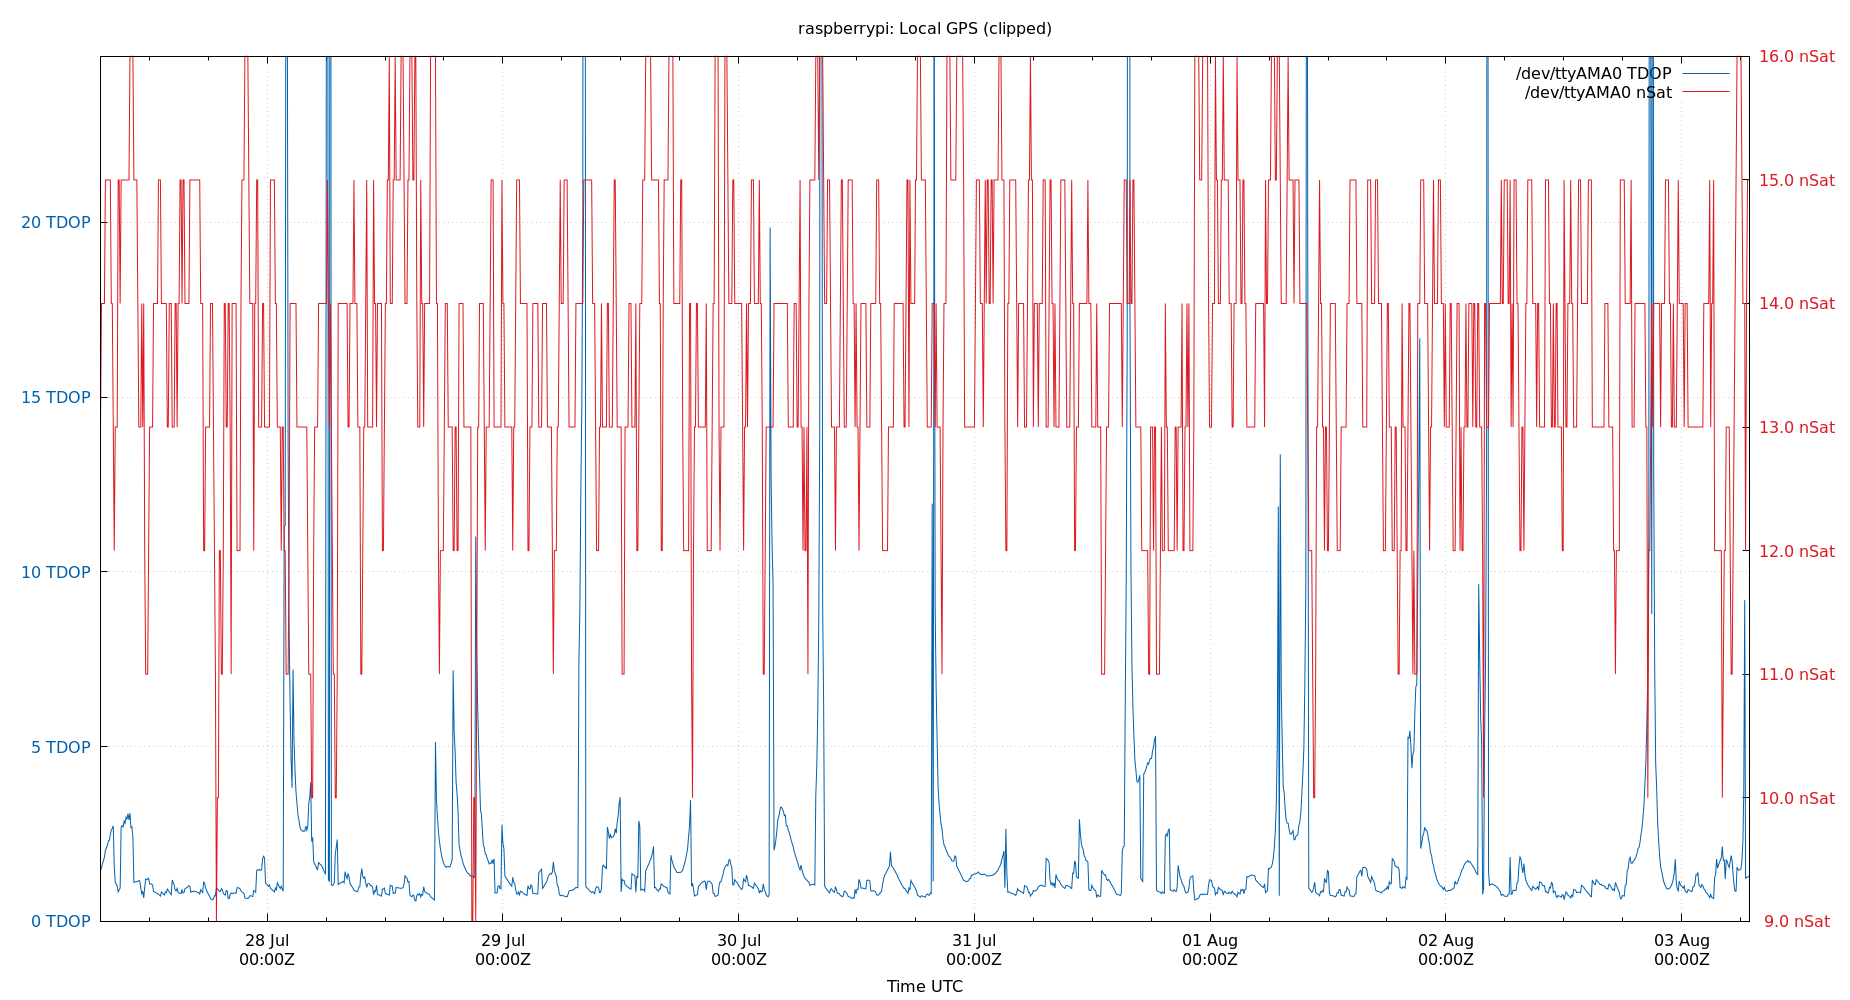 raspberrypi: Local GPS (clipped)
/dev/ttyAMA0 TDOP
/dev/ttyAMA0 nSat
20 TDOP
15 TDOP
10 TDOP
5 TDOP
0 TDOP
16.0 nSat
15.0 nSat
14.0 nSat
13.0 nSat
12.0 nSat
11.0 nSat
10.0 nSat
9.0 nSat
28 Jul
00:00Z
29 Jul
00:00Z
30 Jul
00:00Z
31 Jul
00:00Z
01 Aug
00:00Z
02 Aug
00:00Z
03 Aug
00:00Z
Time UTC